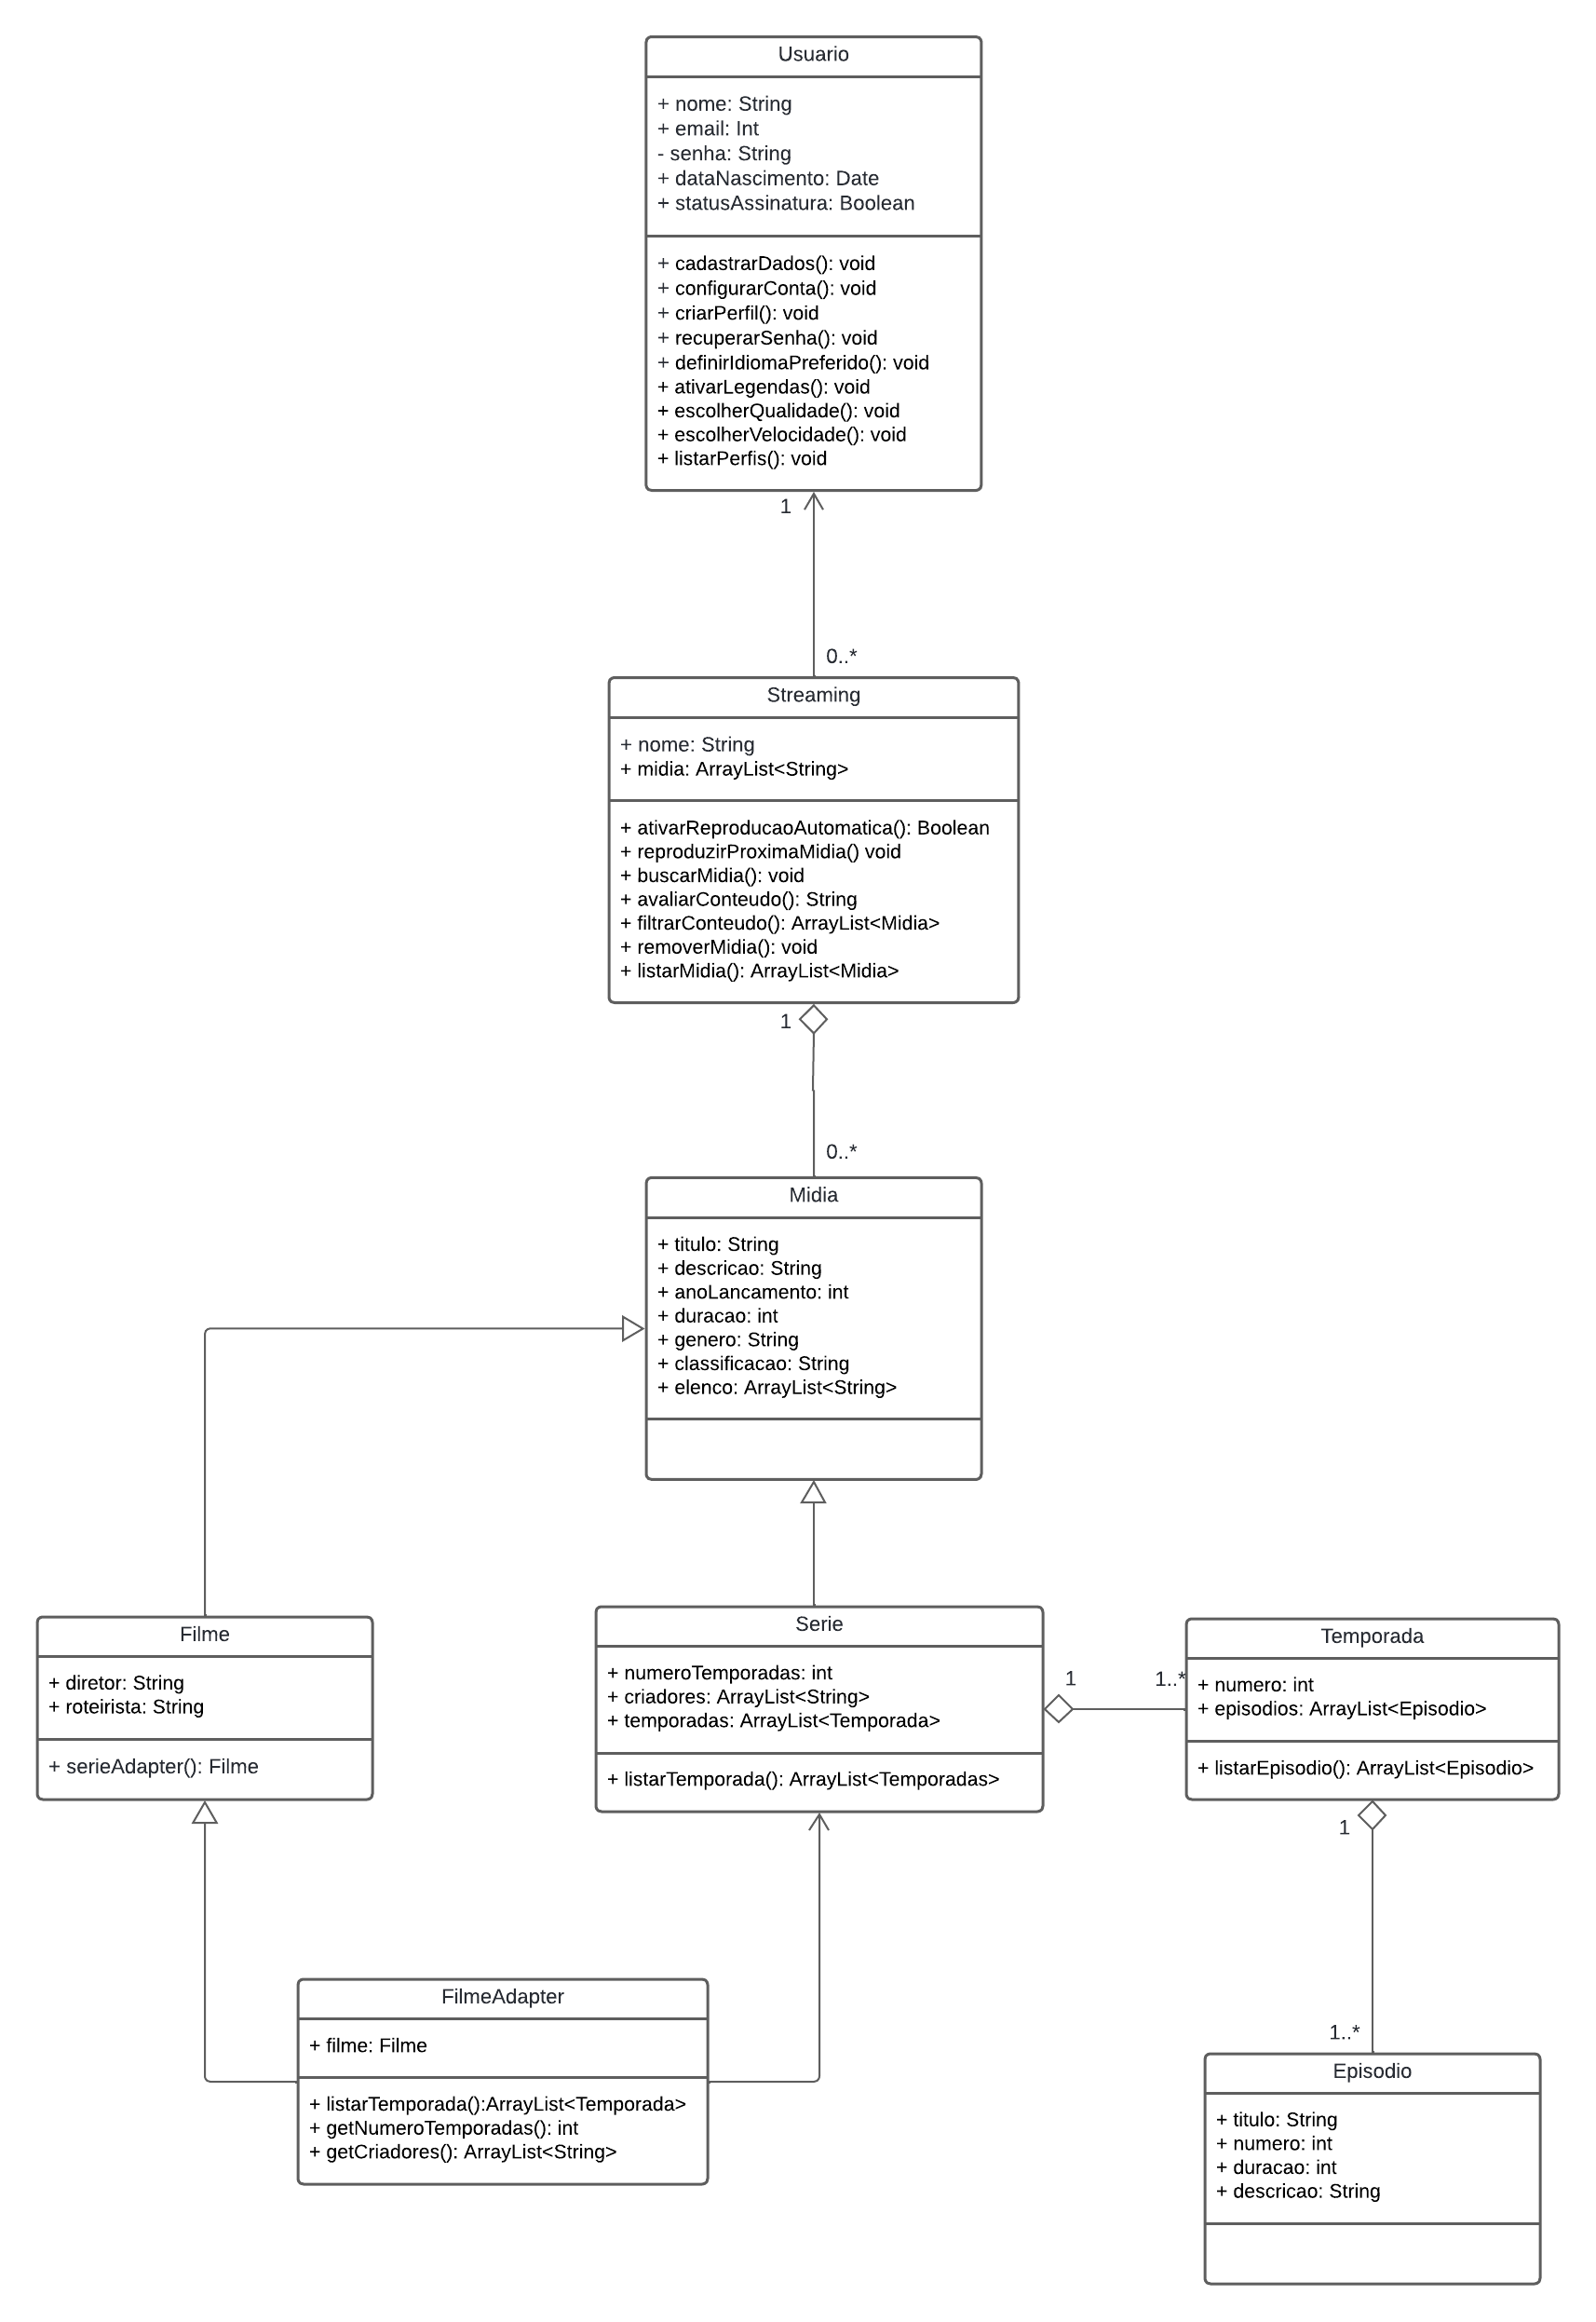 Usuario
+ nome: String
+ email: Int
- senha: String
+ dataNascimento: Date
+ statusAssinatura: Boolean
+ cadastrarDados(): void
+ configurarConta(): void
+ criarPerfil(): void
+ recuperarSenha(): void
+ definirIdiomaPreferido(): void
+ ativarLegendas(): void
+ escolherQualidade(): void
+ escolherVelocidade(): void
+ listarPerfis(): void
1
0..*
Streaming
+ nome: String
+ midia: ArrayList<String>
+ ativarReproducaoAutomatica(): Boolean
+ reproduzirProximaMidia() void
+ buscarMidia(): void
+ avaliarConteudo(): String
+ filtrarConteudo(): ArrayList<Midia>
+ removerMidia(): void
+ listarMidia(): ArrayList<Midia>
1
0..*
Midia
+ titulo: String
+ descricao: String
+ anoLancamento: int
+ duracao: int
+ genero: String
+ classificacao: String
+ elenco: ArrayList<String>
Filme
+ diretor: String
+ roteirista: String
+ serieAdapter(): Filme
Serie
+ numeroTemporadas: int
+ criadores: ArrayList<String>
+ temporadas: ArrayList<Temporada>
+ listarTemporada(): ArrayList<Temporadas>
1
1..*
Temporada
+ numero: int
+ episodios: ArrayList<Episodio>
+ listarEpisodio(): ArrayList<Episodio>
1
1..*
FilmeAdapter
+ filme: Filme
+ listarTemporada():ArrayList<Temporada>
+ getNumeroTemporadas(): int
+ getCriadores(): ArrayList<String>
Episodio
+ titulo: String
+ numero: int
+ duracao: int
+ descricao: String